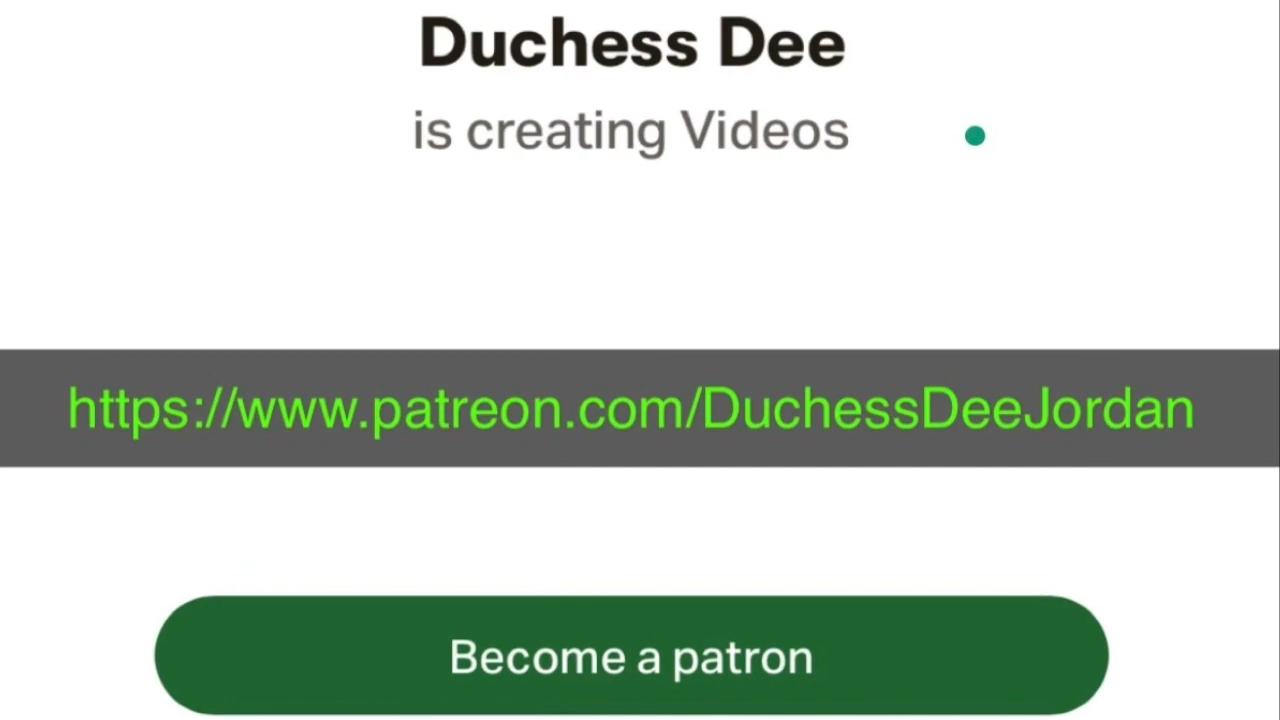 Duchess Dee
is creating Videos
https://www.patreon.com/DuchessDeeJordan
Become a patron